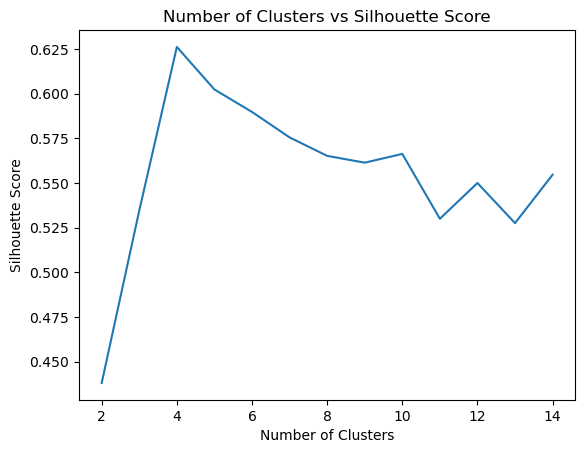 Number of Clusters vs Silhouette Score
Silhouette Score
0.625
0.600
0.575
0.550
0.525
0.500
0.475
0.450
2 4 6 8 10 12 14
Number of Clusters